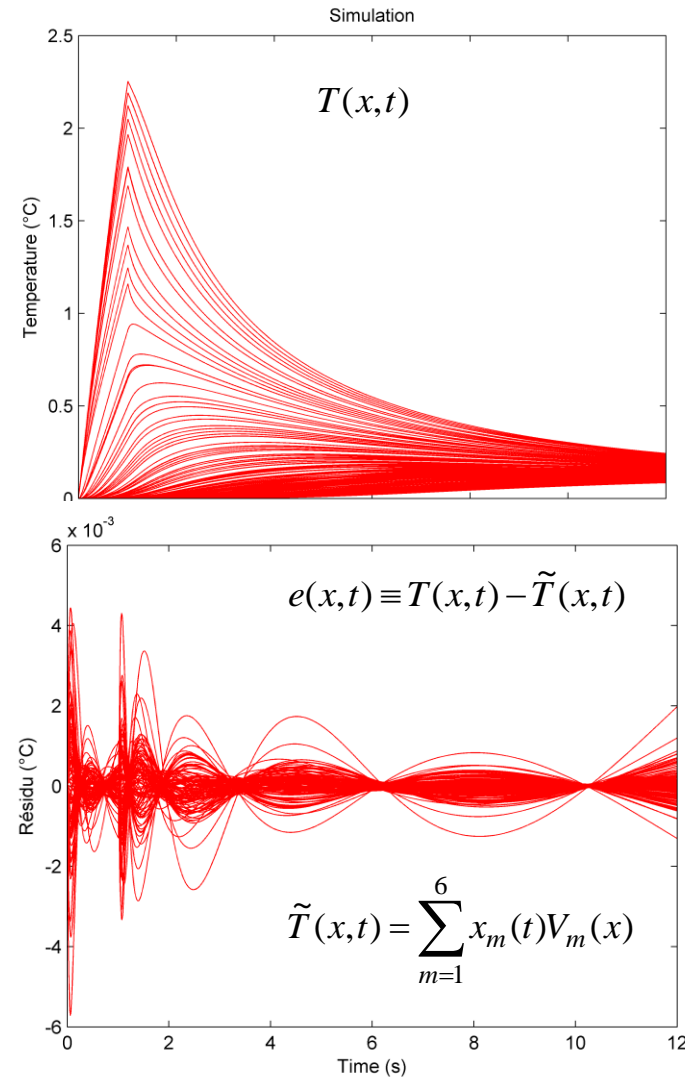 Simulation
T(x,t)
Temperature (°C)
2.5
2
1.5
1
0.5
0
x 10^-3
e(x,t) ≡ T(x,t) − T̃(x,t)
Résidu (°C)
6
4
2
0
-2
-4
-6
T̃(x,t) = ∑_{m=1}^{6} x_m(t)V_m(x)
0 2 4 6 8 10 12
Time (s)